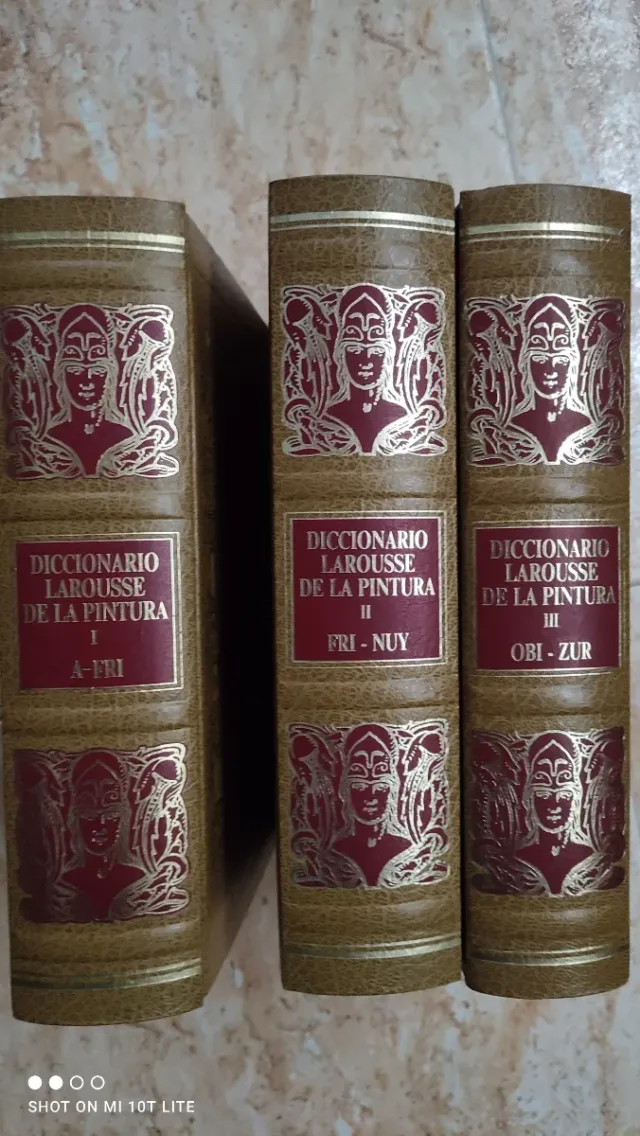 DICCIONARIO
LAROUSSE
DE LA PINTURA
I
A-FRI
DICCIONARIO
LAROUSSE
DE LA PINTURA
II
FRI - NUY
DICCIONARIO
LAROUSSE
DE LA PINTURA
III
OBI - ZUR
SHOT ON MI 10T LITE